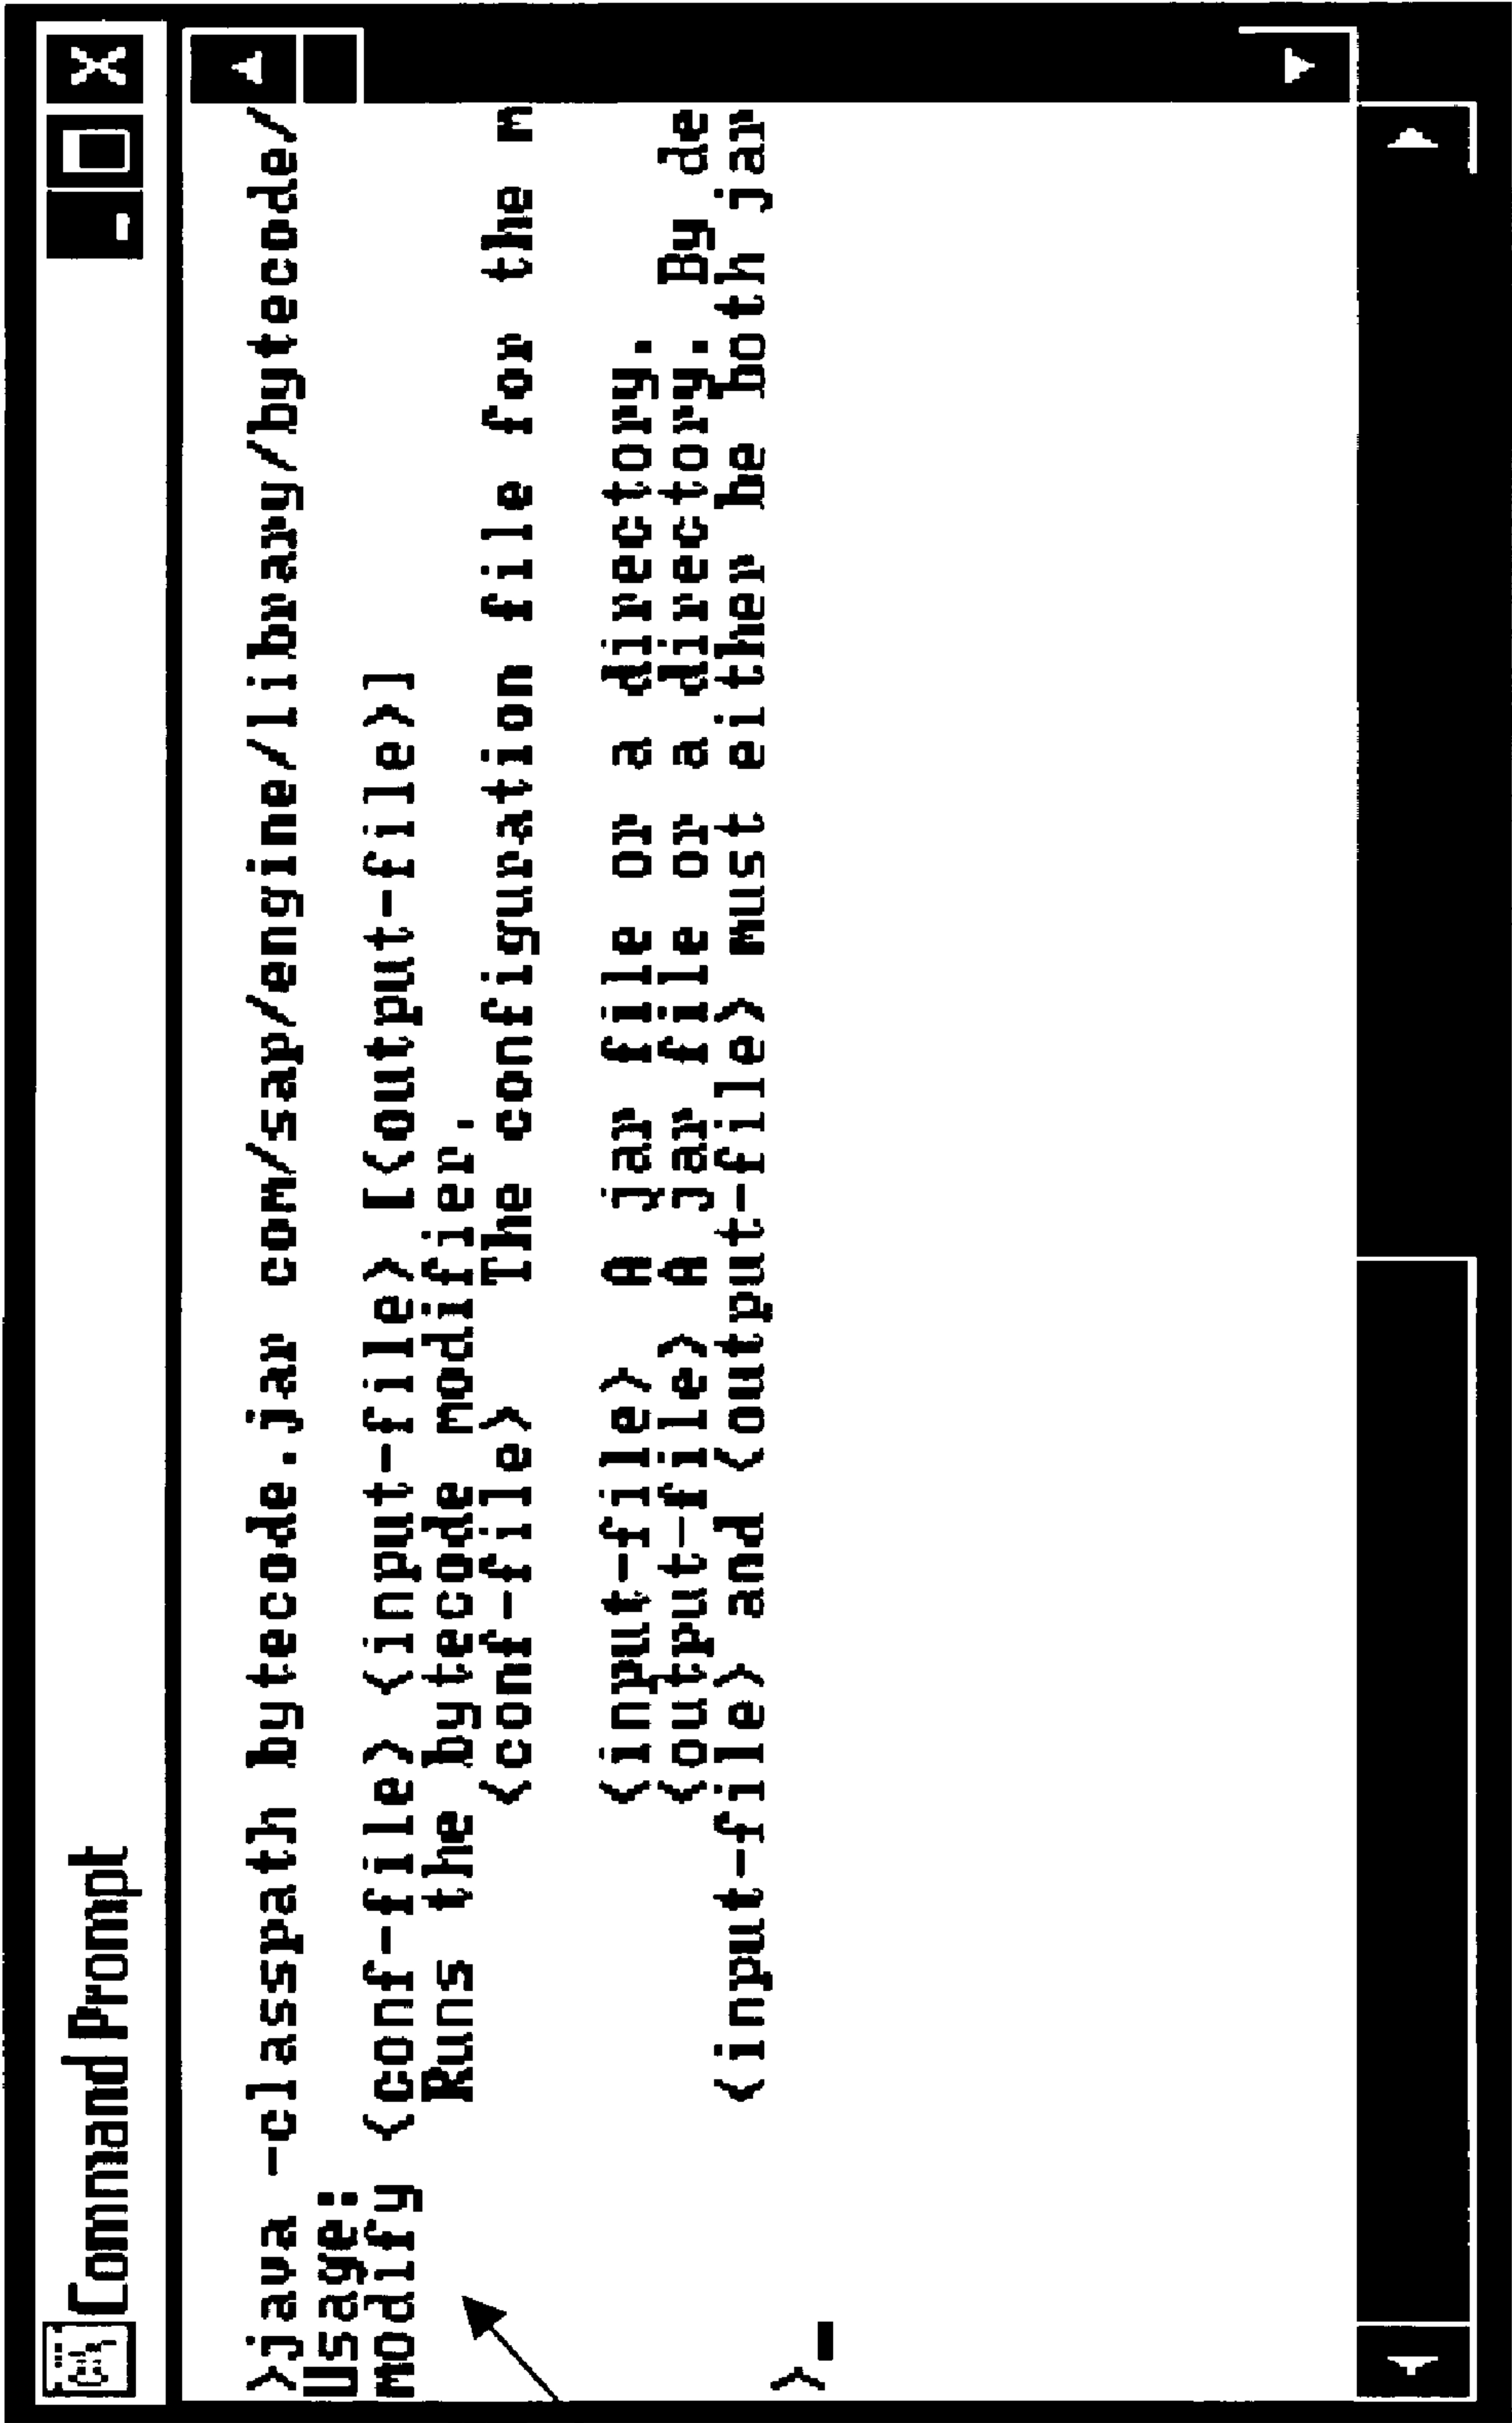 Command Prompt
>java -classpath bytecode.jar com/sap/engine/library/bytecode/
Usage:
modify <conf-file> <input-file> [<output-file>]
Runs the bytecode modifier.
<conf-file> The configuration file for the m
<input-file> A jar file or a directory.
<output-file> A jar file or a directory. By de
<input-file> and <output-file> must either be both jar
>_